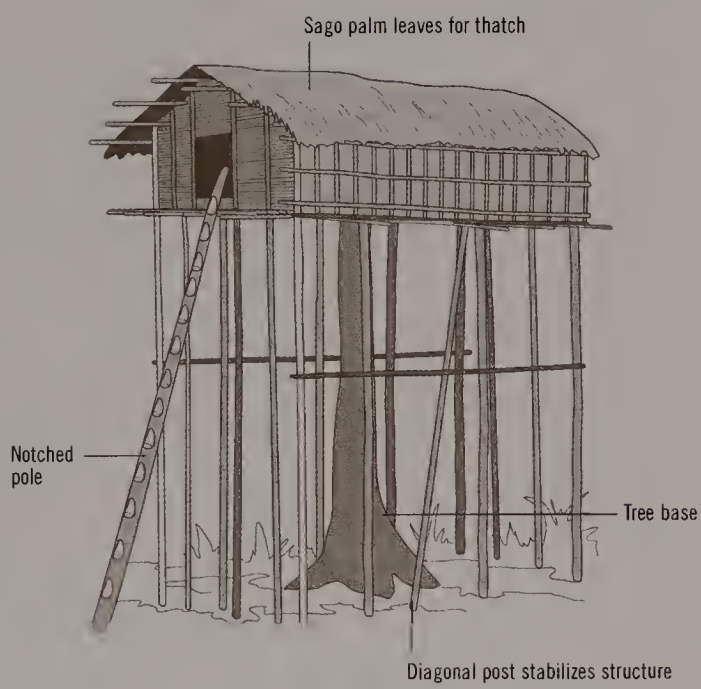 Sago palm leaves for thatch
Notched
pole
Tree base
Diagonal post stabilizes structure